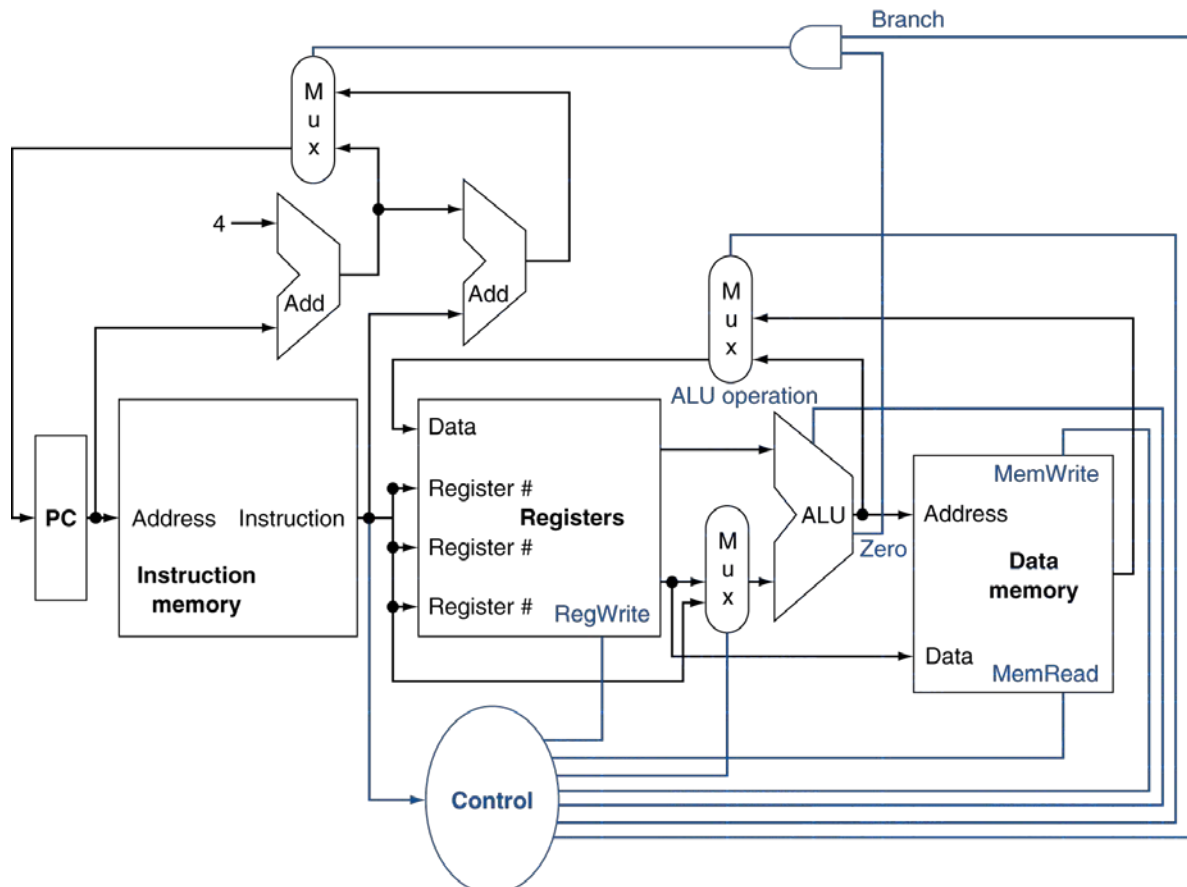 Branch
M
u
x
4
Add
Add
M
u
x
ALU operation
Data
Register #
Registers
Register #
Register #
RegWrite
PC
Address
Instruction
Instruction
memory
M
u
x
ALU
Zero
MemWrite
Address
Data
memory
Data
MemRead
Control